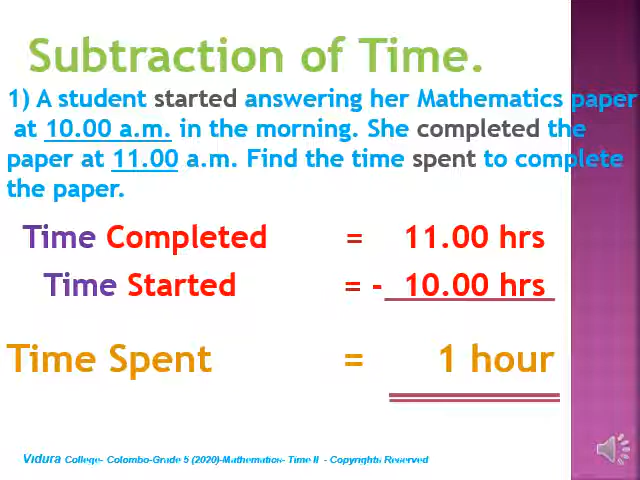 Subtraction of Time.
1) A student started answering her Mathematics paper
at 10.00 a.m. in the morning. She completed the
paper at 11.00 a.m. Find the time spent to complete
the paper.
Time Completed = 11.00 hrs
Time Started = - 10.00 hrs
Time Spent = 1 hour
Vidura College- Colombo-Grade 5 (2020)-Mathematics- Time II - Copyrights Reserved